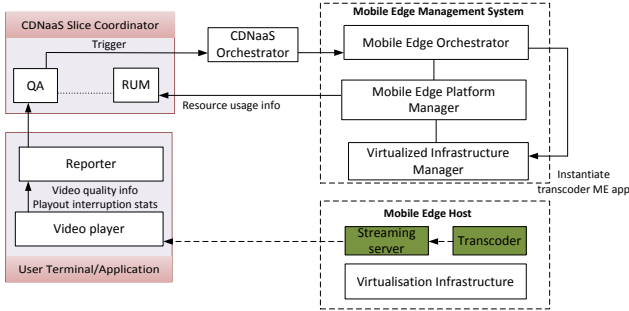 CDNaaS Slice Coordinator
Trigger
QA
RUM
CDNaaS
Orchestrator
Mobile Edge Management System
Mobile Edge Orchestrator
Mobile Edge Platform
Manager
Virtualized Infrastructure
Manager
Resource usage info
Instantiate
transcoder ME app
Reporter
Video quality info
Playout interruption stats
Video player
User Terminal/Application
Mobile Edge Host
Streaming
server
Transcoder
Virtualisation Infrastructure